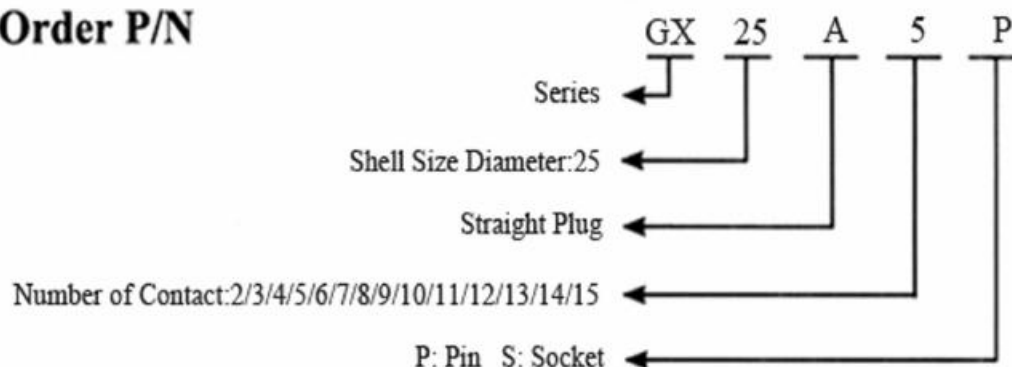 Order P/N
GX 25 A 5 P
Series
Shell Size Diameter:25
Straight Plug
Number of Contact:2/3/4/5/6/7/8/9/10/11/12/13/14/15
P: Pin S: Socket